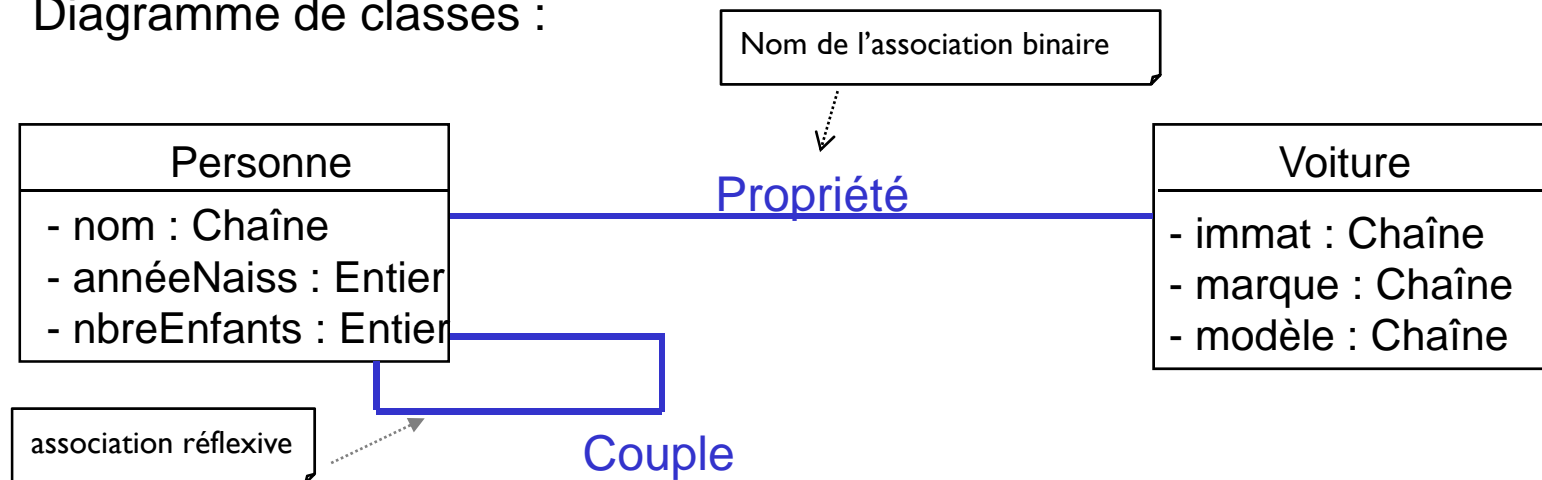 Diagramme de classes :
Nom de l’association binaire
Personne
- nom : Chaîne
- annéeNaiss : Entier
- nbreEnfants : Entier
Propriété
Voiture
- immat : Chaîne
- marque : Chaîne
- modèle : Chaîne
association réflexive
Couple